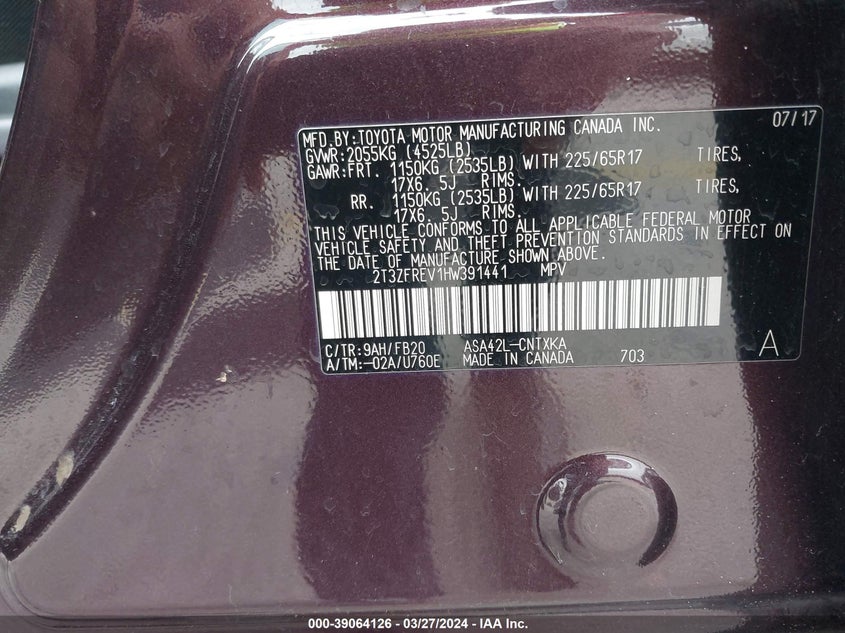 07/17
MFD.BY:TOYOTA MOTOR MANUFACTURING CANADA INC.
GVWR:2055KG (4525LB)
GAWR:FRT. 1150KG (2535LB) WITH 225/65R17 TIRES,
17X6. 5J RIMS.
RR. 1150KG (2535LB) WITH 225/65R17 TIRES,
17X6. 5J RIMS.
THIS VEHICLE CONFORMS TO ALL APPLICABLE FEDERAL MOTOR
VEHICLE SAFETY AND THEFT PREVENTION STANDARDS IN EFFECT ON
THE DATE OF MANUFACTURE SHOWN ABOVE.
2T3ZFREV1HW391441 MPV
C/TR:9AH/FB20 ASA42L-CNTXKA
A/TM:-02A/U760E MADE IN CANADA 703 A
000-39064126 - 03/27/2024 - IAA Inc.